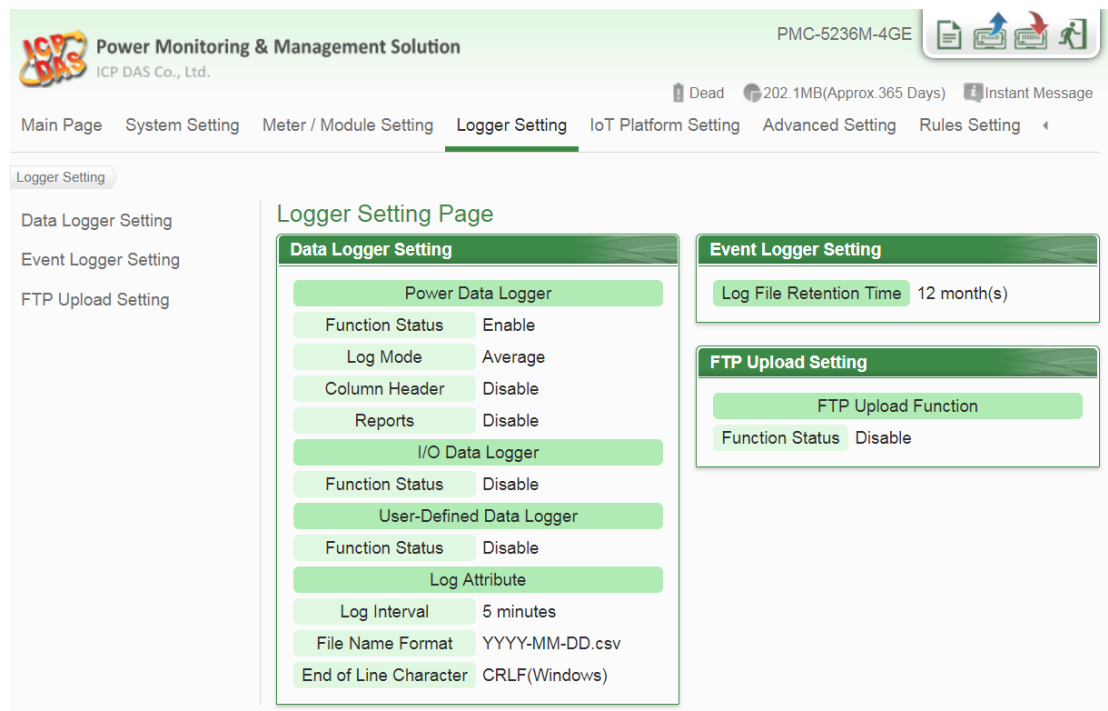 ICP DAS
Power Monitoring & Management Solution
ICP DAS Co., Ltd.
PMC-5236M-4GE
Dead
202.1MB(Approx.365 Days)
Instant Message
Main Page
System Setting
Meter / Module Setting
Logger Setting
IoT Platform Setting
Advanced Setting
Rules Setting
Logger Setting
Data Logger Setting
Event Logger Setting
FTP Upload Setting
Logger Setting Page
Data Logger Setting
Power Data Logger
Function Status Enable
Log Mode Average
Column Header Disable
Reports Disable
I/O Data Logger
Function Status Disable
User-Defined Data Logger
Function Status Disable
Log Attribute
Log Interval 5 minutes
File Name Format YYYY-MM-DD.csv
End of Line Character CRLF(Windows)
Event Logger Setting
Log File Retention Time 12 month(s)
FTP Upload Setting
FTP Upload Function
Function Status Disable